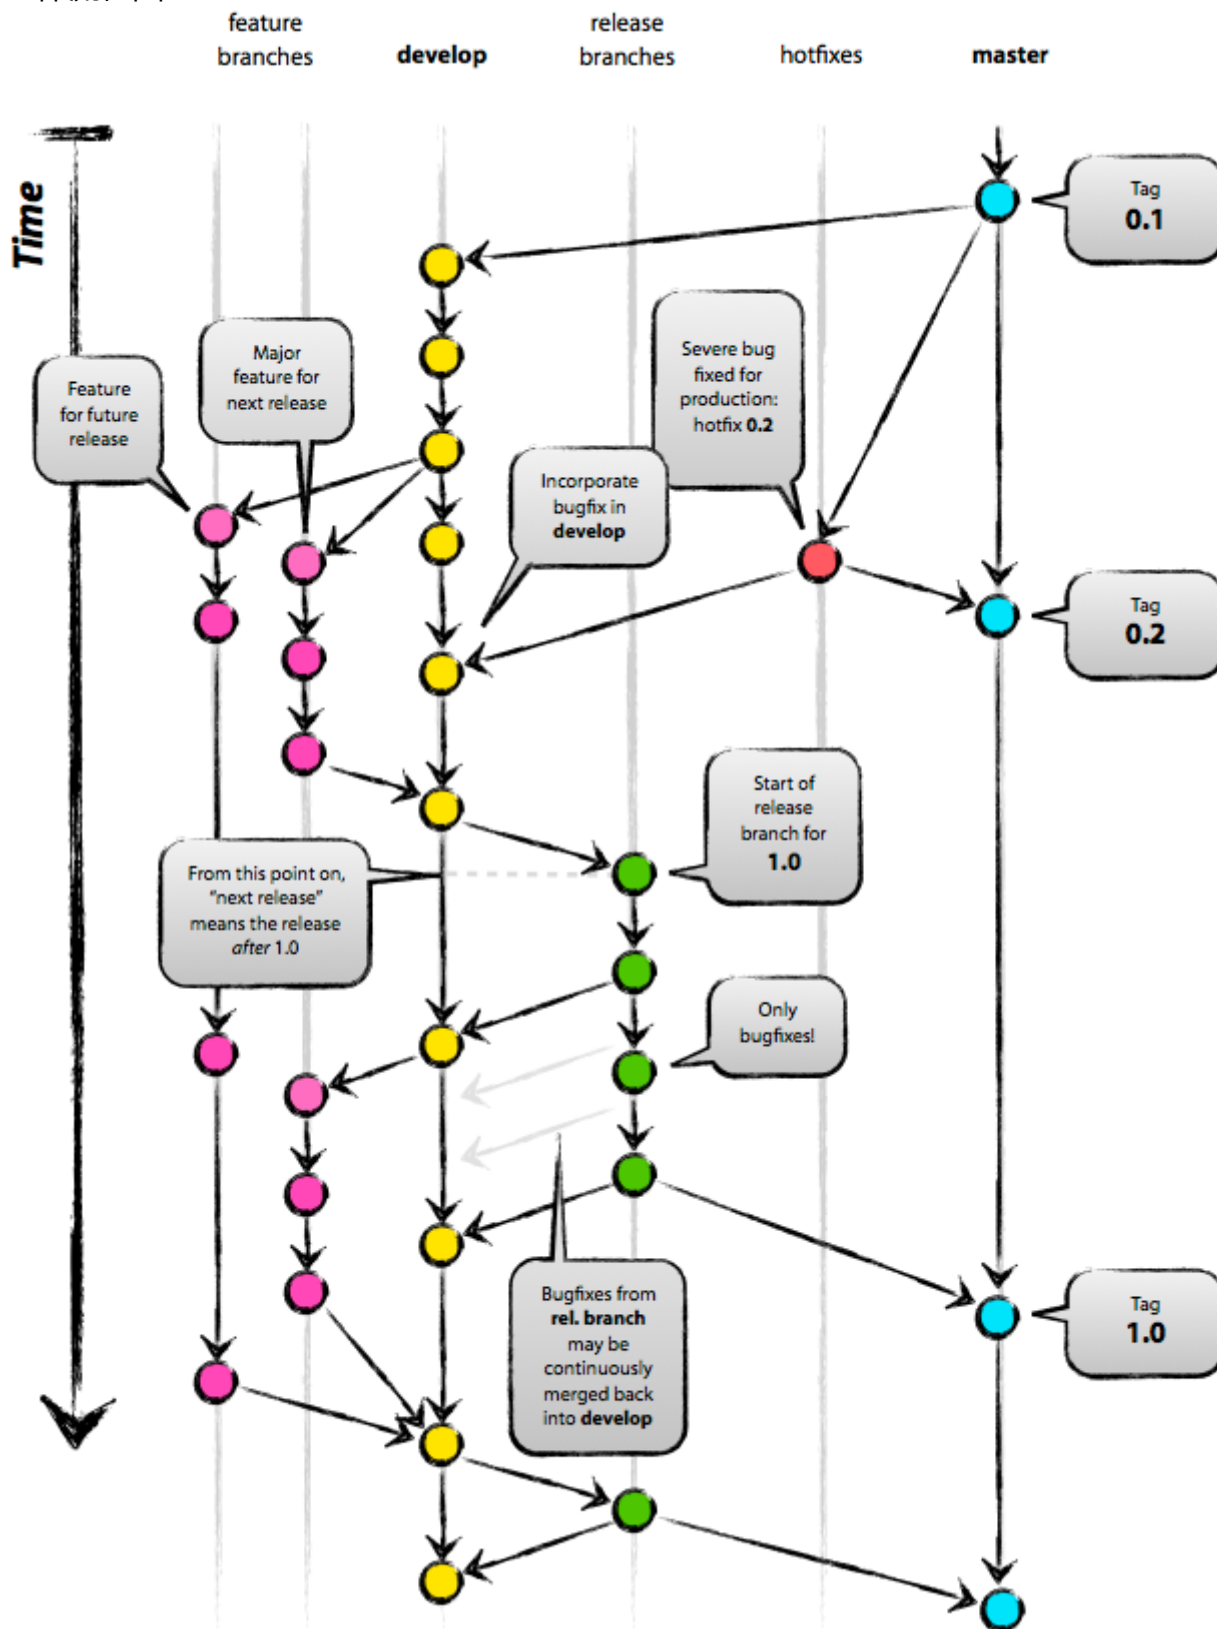 feature
branches
develop
release
branches
hotfixes
master
Time
Tag
0.1
Major
feature for
next release
Feature
for future
release
Severe bug
fixed for
production:
hotfix 0.2
Incorporate
bugfix in
develop
Tag
0.2
Start of
release
branch for
1.0
From this point on,
“next release”
means the release
after 1.0
Only
bugfixes!
Bugfixes from
rel. branch
may be
continuously
merged back
into develop
Tag
1.0